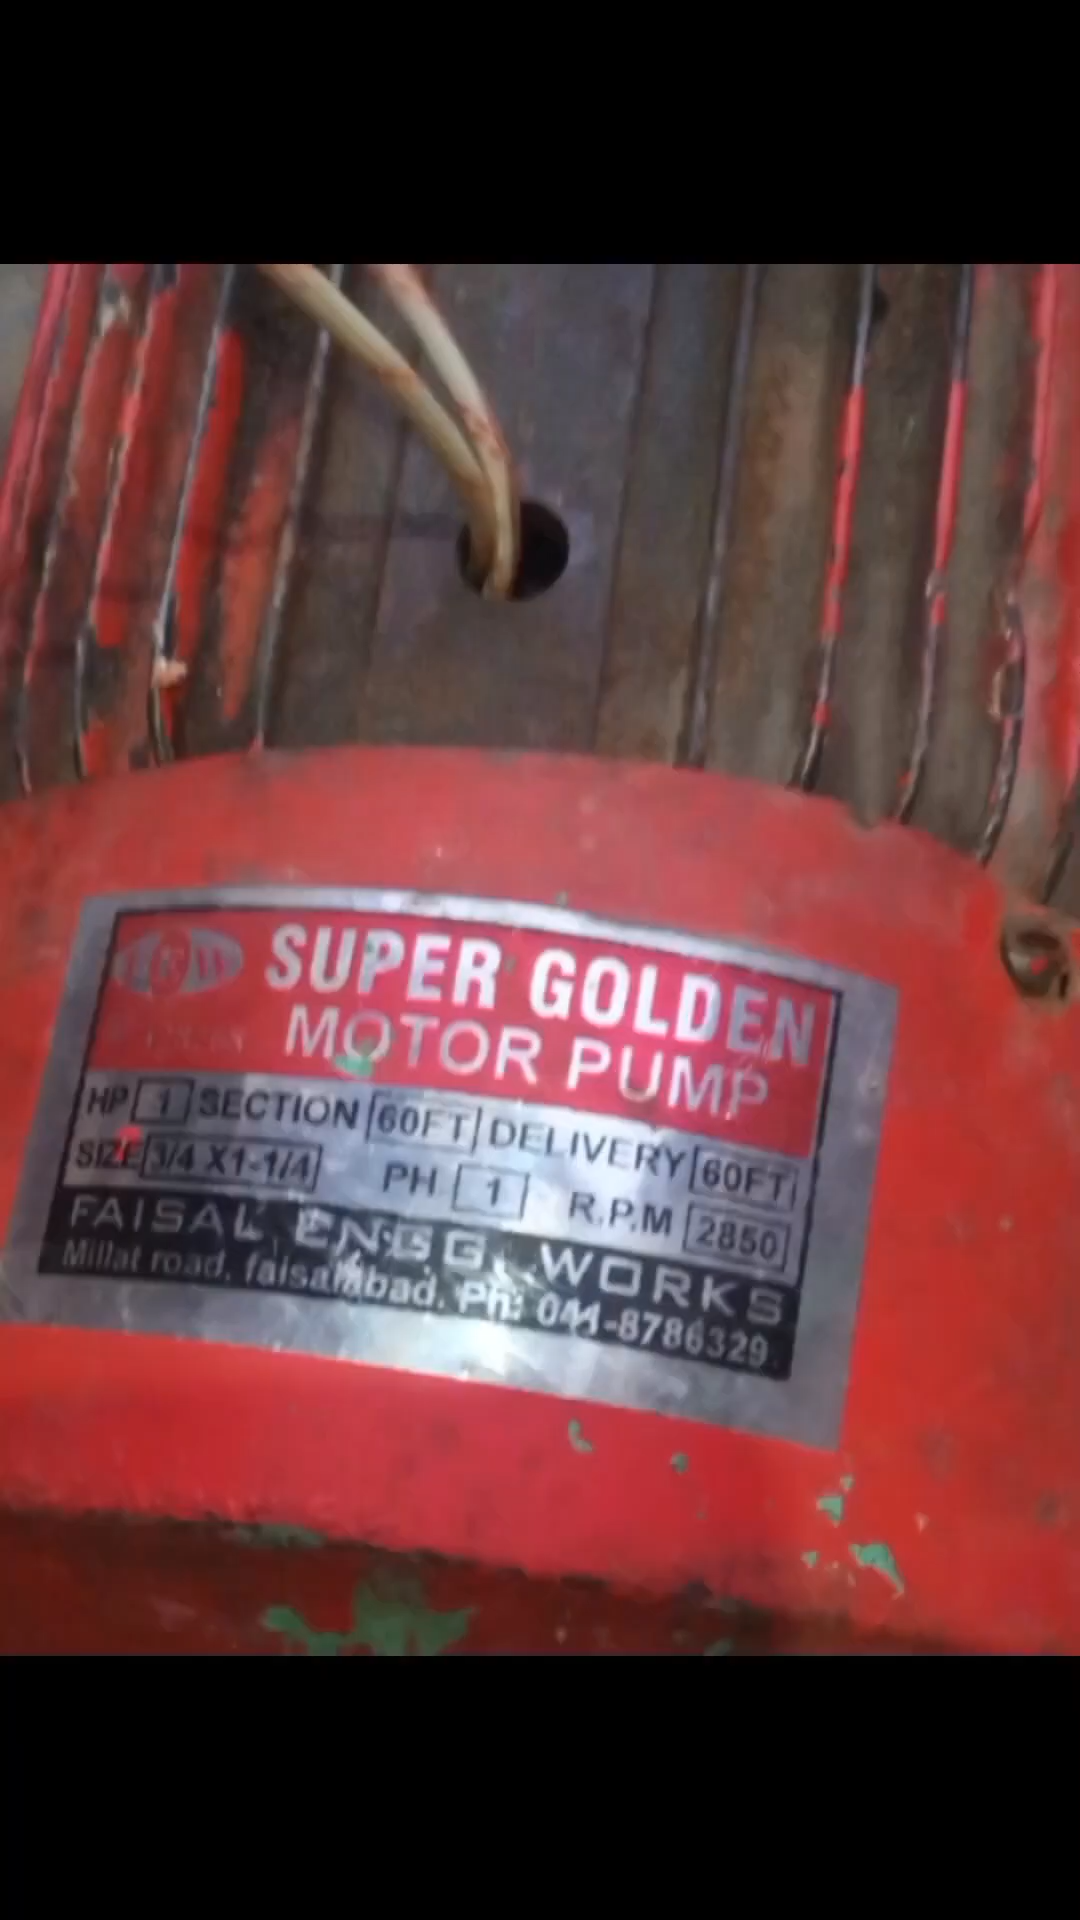 SUPER GOLDEN
MOTOR PUMP
HP 1 SECTION 60FT DELIVERY 60FT
SIZE 3/4 X1-1/4 PH 1 R.P.M 2850
FAISAL ENGG. WORKS
Millat road. faisalabad. Ph: 041-8786329